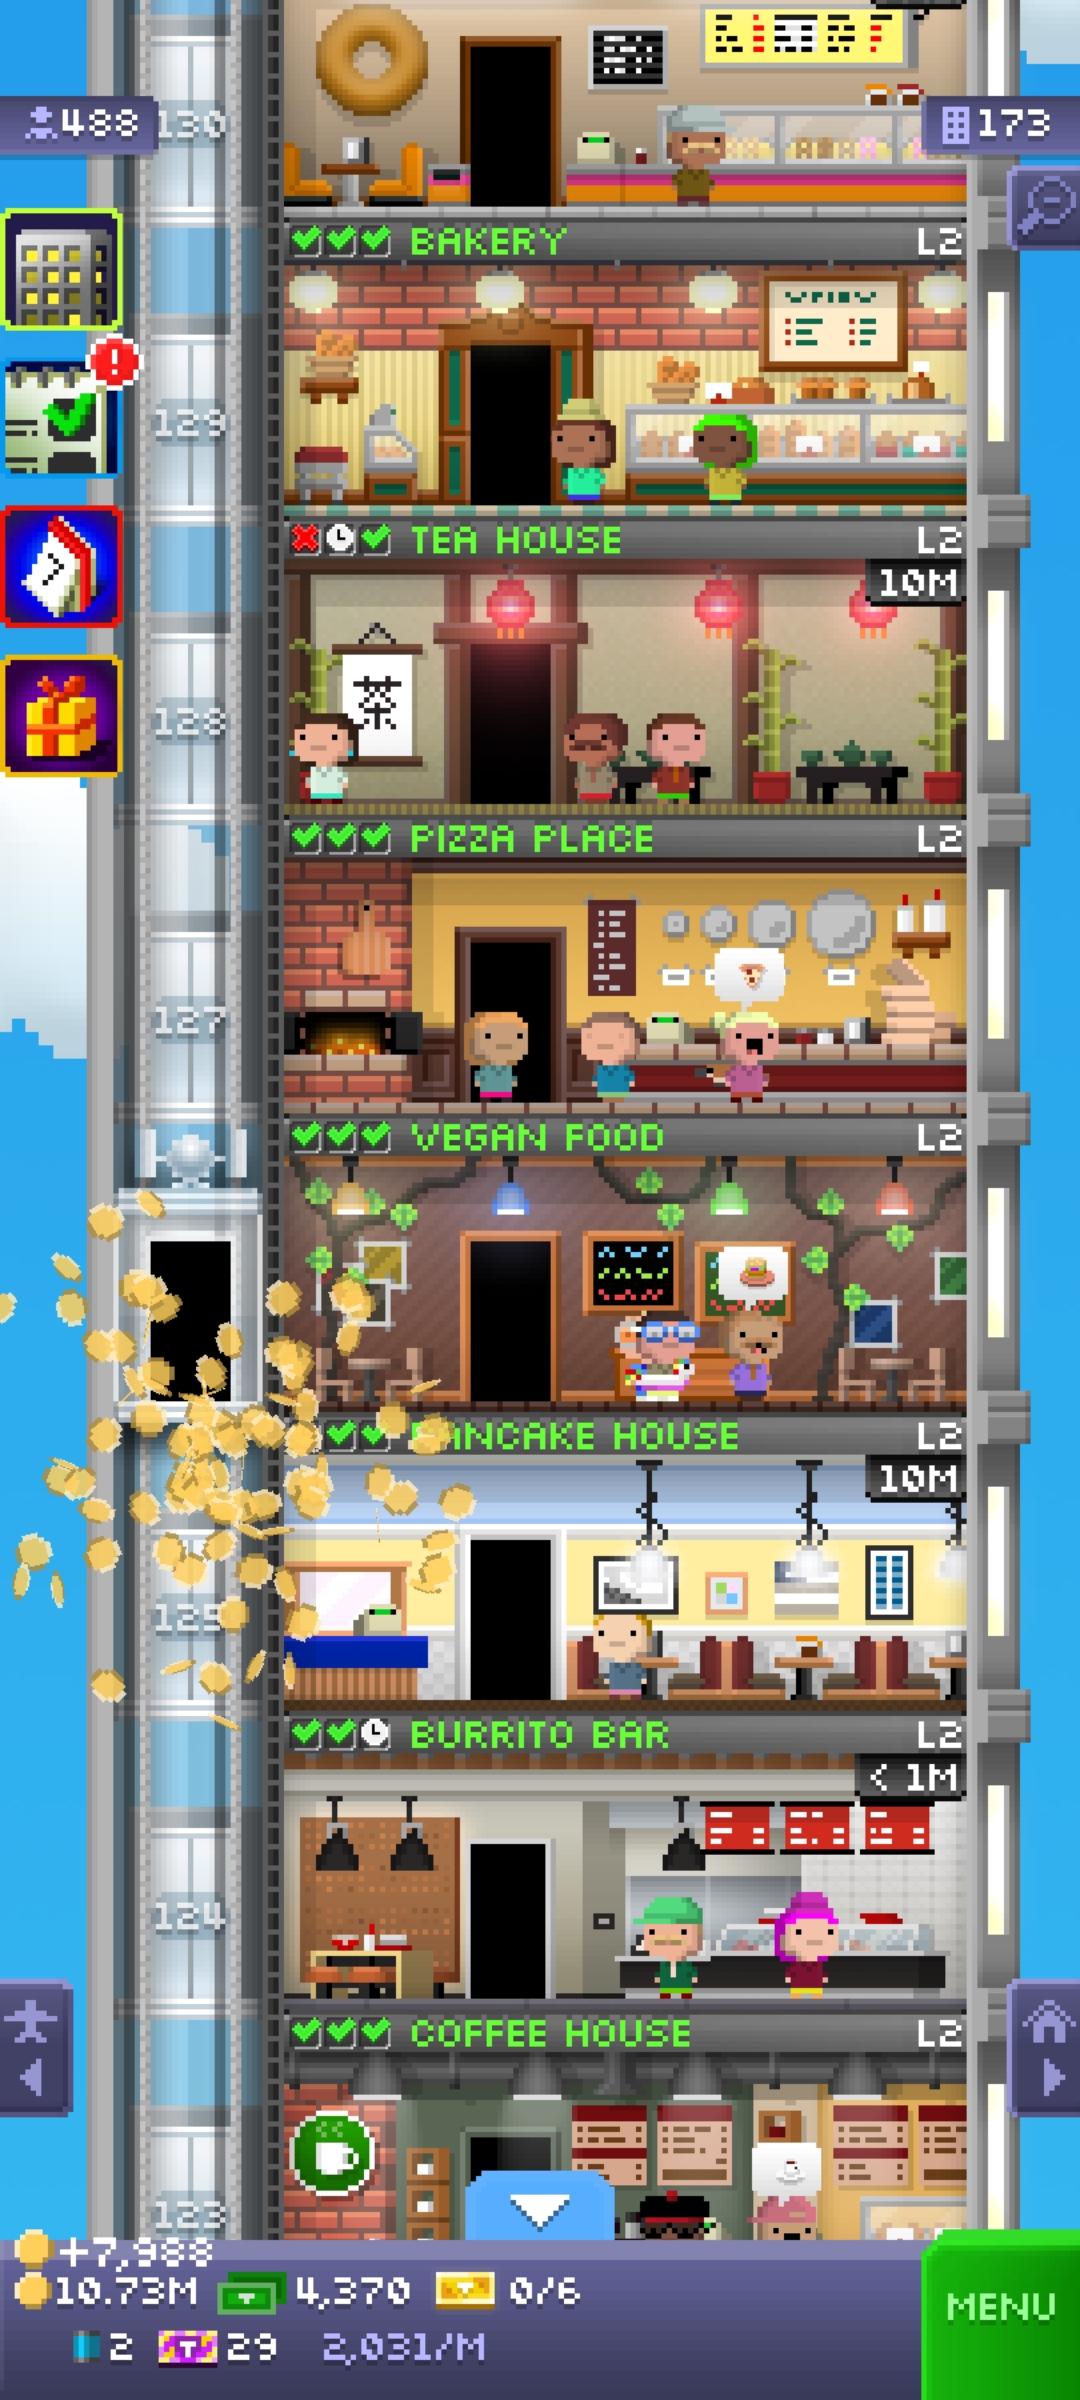 488
130
173
BAKERY L2
129
TEA HOUSE L2
10M
茶
128
PIZZA PLACE L2
127
VEGAN FOOD L2
L2
10M
125
BURRITO BAR L2
< 1M
124
COFFEE HOUSE L2
123
+7,988
10.73M 4,370 0/6
2 29 2,031/M
MENU